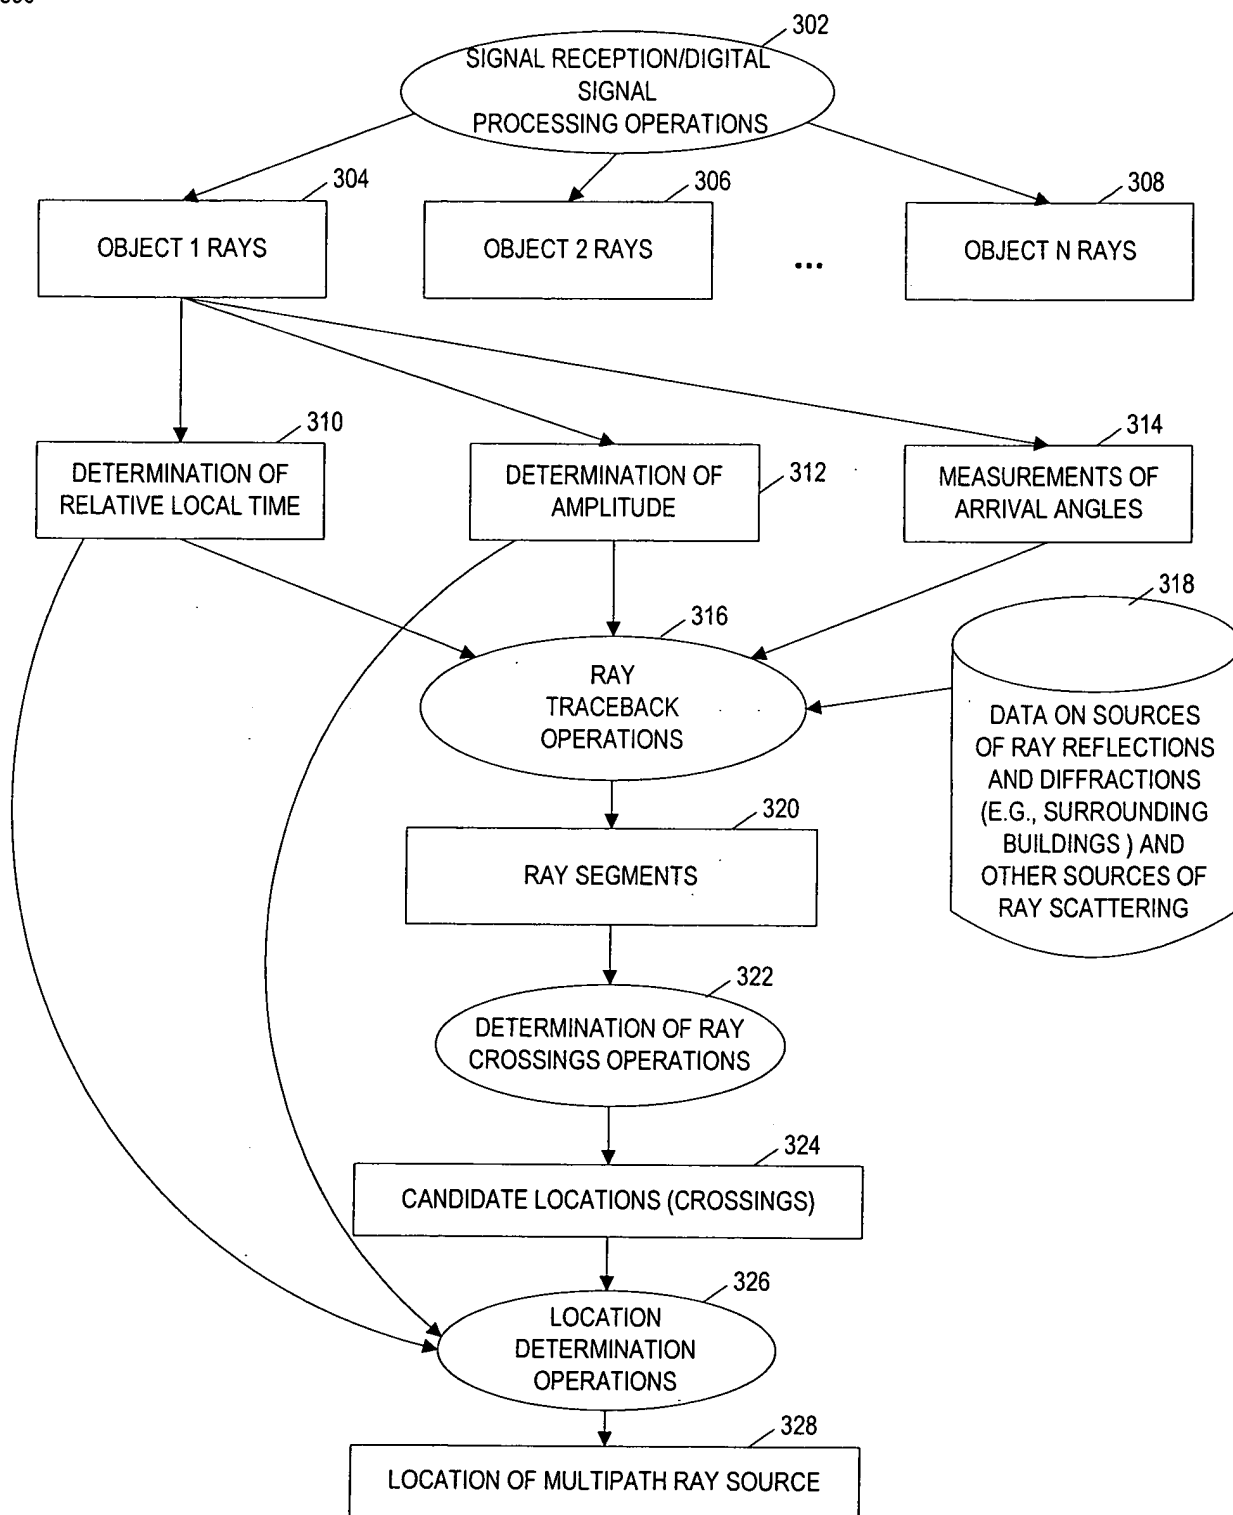 302
SIGNAL RECEPTION/DIGITAL
SIGNAL
PROCESSING OPERATIONS
304
306
308
OBJECT 1 RAYS
OBJECT 2 RAYS
...
OBJECT N RAYS
310
312
314
DETERMINATION OF
RELATIVE LOCAL TIME
DETERMINATION OF
AMPLITUDE
MEASUREMENTS OF
ARRIVAL ANGLES
316
318
RAY
TRACEBACK
OPERATIONS
DATA ON SOURCES
OF RAY REFLECTIONS
AND DIFFRACTIONS
(E.G., SURROUNDING
BUILDINGS ) AND
OTHER SOURCES OF
RAY SCATTERING
320
RAY SEGMENTS
322
DETERMINATION OF RAY
CROSSINGS OPERATIONS
324
CANDIDATE LOCATIONS (CROSSINGS)
326
LOCATION
DETERMINATION
OPERATIONS
328
LOCATION OF MULTIPATH RAY SOURCE